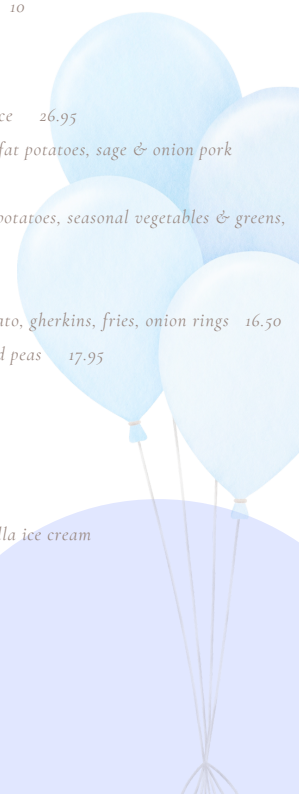 10
ce 26.95
fat potatoes, sage & onion pork
potatoes, seasonal vegetables & greens,
ato, gherkins, fries, onion rings 16.50
d peas 17.95
lla ice cream